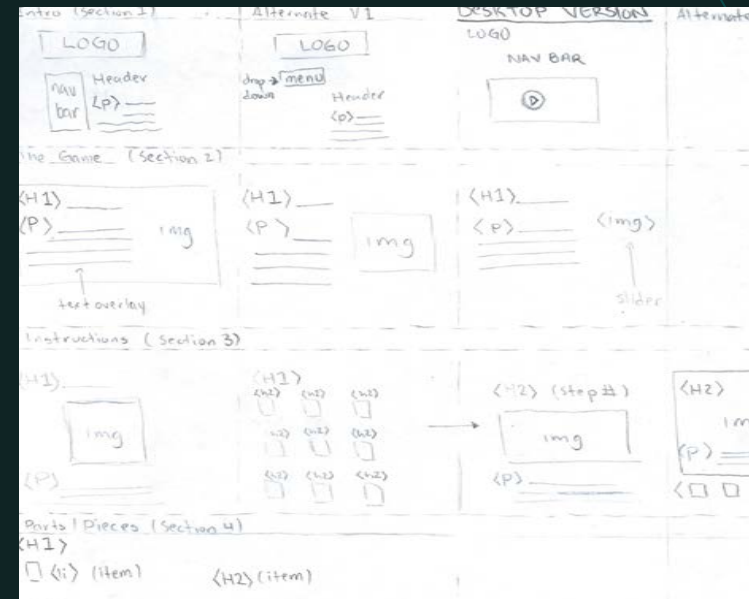 Intro (section 1)
LOGO
nav
bar
Header
<P>
Alternate V1
LOGO
drop
down
menu
Header
<P>
DESKTOP VERSION
LOGO
NAV BAR
Alternate
The Game (Section 2)
<H1>
<P>
img
text overlay
<H1>
<P>
img
<H1>
<P>
<img>
slider
Instructions (Section 3)
<H1>
img
<P>
<H1>
<h2> <h2> <h2>
<h2> <h2> <h2>
<h2> <h2> <h2>
<H2> (step #)
img
<P>
<H2>
<P>
Parts/Pieces (Section 4)
<H1>
<li> (item)
<H2> (item)